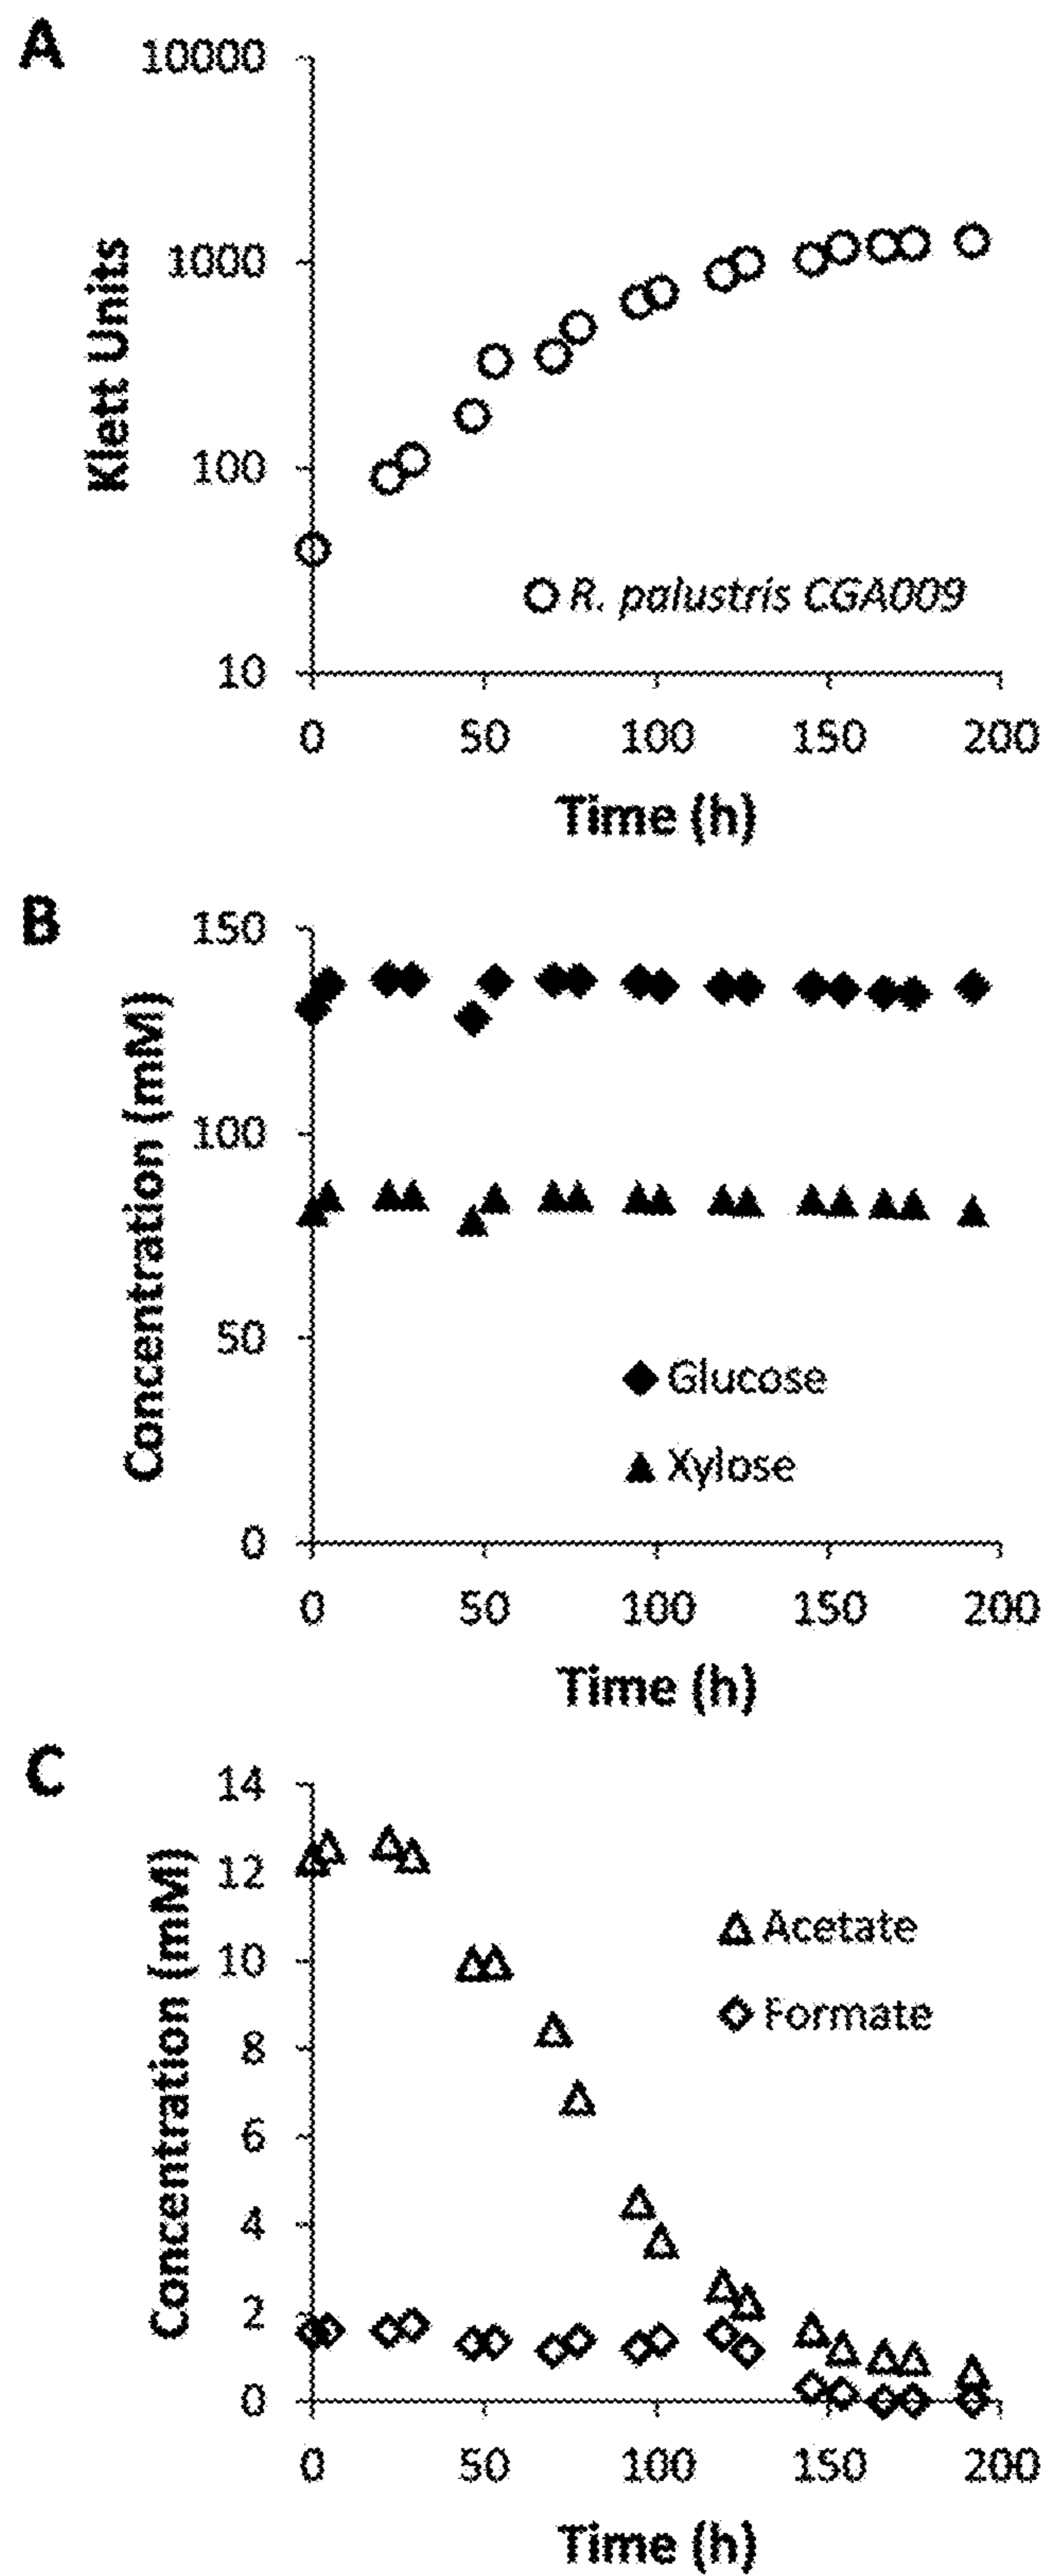 A
10000
1000
100
10
Klett Units
R. palustris CGA009
0 50 100 150 200
Time (h)
B
150
100
50
0
Concentration (mM)
Glucose
Xylose
0 50 100 150 200
Time (h)
C
14
12
10
8
6
4
2
0
Concentration (mM)
Acetate
Formate
0 50 100 150 200
Time (h)